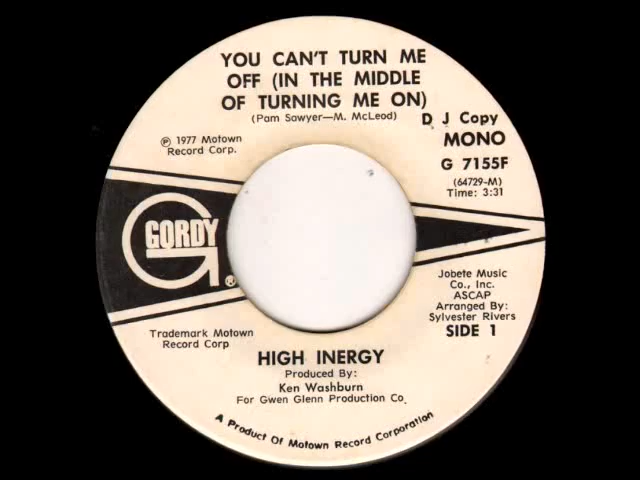 YOU CAN'T TURN ME
OFF (IN THE MIDDLE
OF TURNING ME ON)
(Pam Sawyer—M. McLeod)
D J Copy
℗ 1977 Motown
Record Corp.
MONO
G 7155F
(64729-M)
Time: 3:31
GORDY
®
Jobete Music
Co., Inc.
ASCAP
Arranged By:
Sylvester Rivers
SIDE 1
Trademark Motown
Record Corp
HIGH INERGY
Produced By:
Ken Washburn
For Gwen Glenn Production Co.
A Product Of Motown Record Corporation